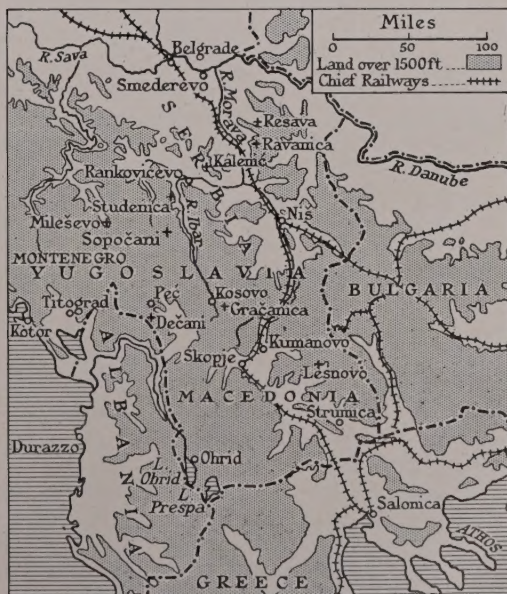 Miles
0 50 100
Land over 1500ft
Chief Railways
Belgrade
R. Sava
Smederevo
R. Morava
SERBIA
Resava
Ravanica
Kalenić
R. Danube
Rankovićevo
Studenica
R. Ibar
Niš
Mileševo
Sopoćani
MONTENEGRO
YUGOSLAVIA
BULGARIA
Titograd
Peć
Kosovo
Gračanica
Kotor
Dečani
Kumanovo
Skopje
Lesnovo
ALBANIA
MACEDONIA
Strumica
Durazzo
Ohrid
L. Ohrid
L. Prespa
Salonica
ATHOS
GREECE